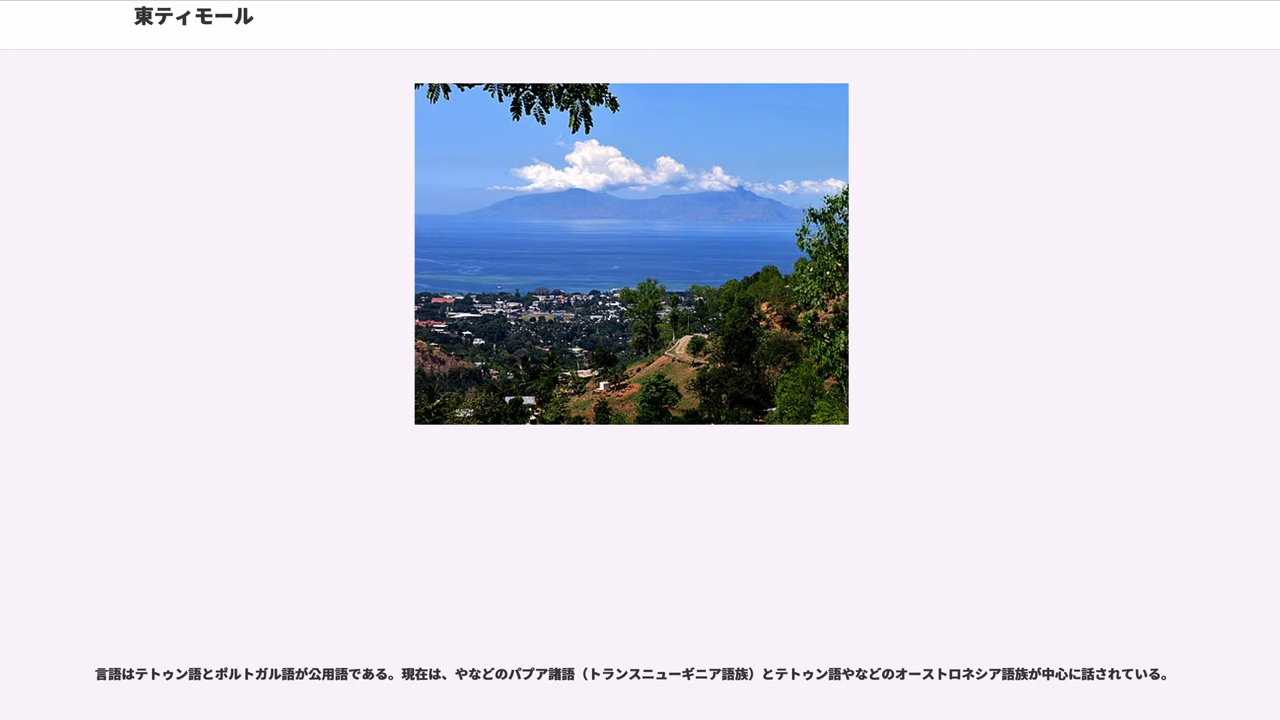 東ティモール
言語はテトゥン語とポルトガル語が公用語である。現在は、やなどのパプア諸語（トランスニューギニア語族）とテトゥン語やなどのオーストロネシア語族が中心に話されている。